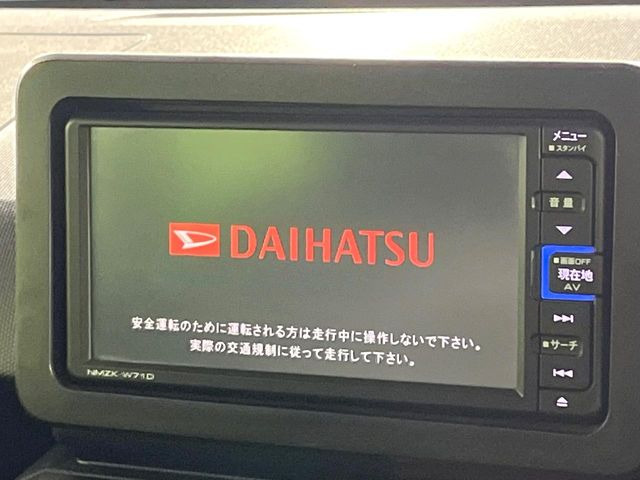 DAIHATSU
安全運転のために運転される方は走行中に操作しないで下さい。
実際の交通規制に従って走行して下さい。
NMZK-W71D
メニュー
■スタンバイ
▲
音量
▼
■画面OFF
現在地
AV
▶▶|
■サーチ
|◀◀
⏏